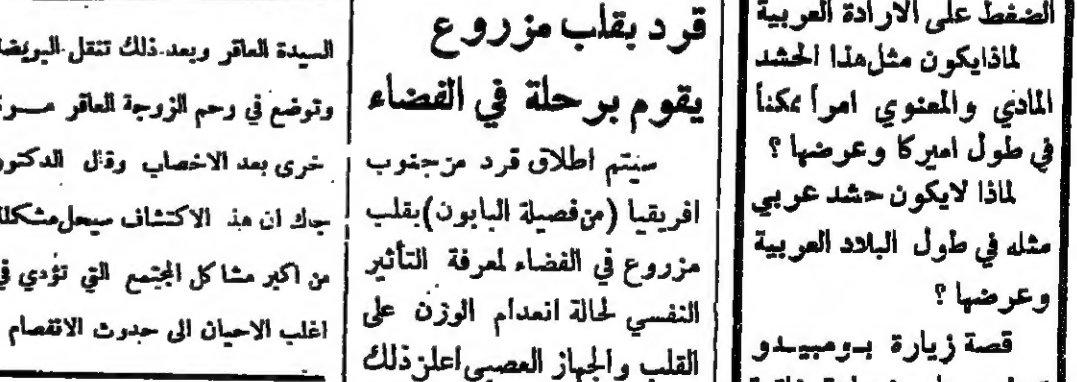 الضغط على الارادة العربية
لماذايكون مثل هذا الحشد
المادي والمعنوي امراً ممكناً
في طول اميركا وعرضها ؟
لماذا لايكون حشد عربي
مثله في طول البلاد العربية
وعرضها ؟
قصة زيارة بومبيدو
قرد بقلب مزروع
يقوم برحلة في الفضاء
سيتم اطلاق قرد من جنوب
افريقيا (من فصيلة البابون) بقلب
مزروع في الفضاء لمعرفة التأثير
النفسي لحالة انعدام الوزن على
القلب والجهاز العصبي اعلن ذلك
السيدة العاقر وبعد ذلك تنقل البويضة
وتوضع في رحم الزوجة العاقر مرة
خرى بعد الاخصاب وقال الدكتور
جاك ان هذ الاكتشاف سيحل مشكلة
من اكبر مشاكل المجتمع التي تؤدي في
اغلب الاحيان الى حدوث الانفصام